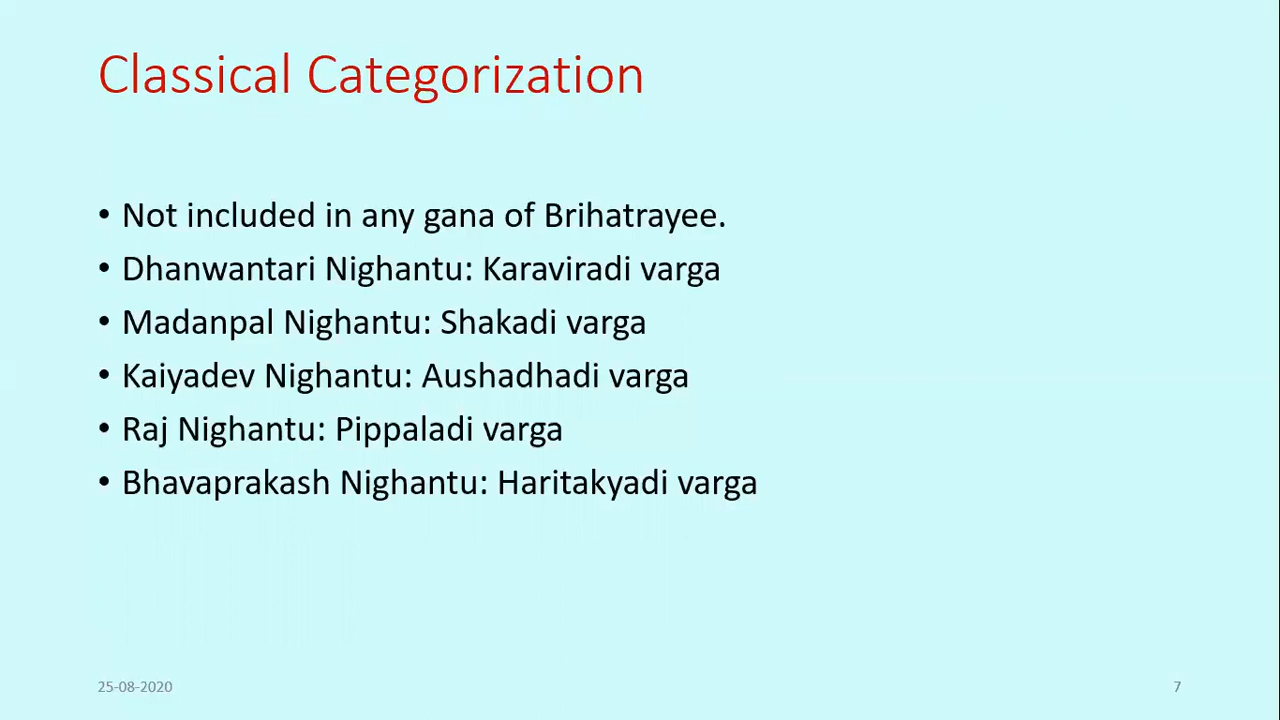 Classical Categorization
• Not included in any gana of Brihatrayee.
• Dhanwantari Nighantu: Karaviradi varga
• Madanpal Nighantu: Shakadi varga
• Kaiyadev Nighantu: Aushadhadi varga
• Raj Nighantu: Pippaladi varga
• Bhavaprakash Nighantu: Haritakyadi varga
25-08-2020
7